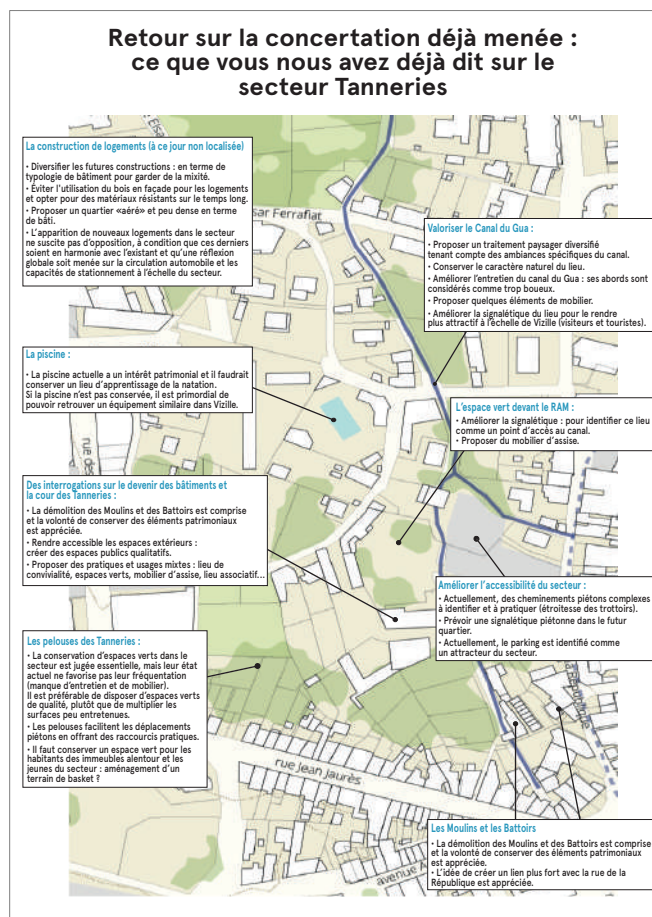 Retour sur la concertation déjà menée :
ce que vous nous avez déjà dit sur le
secteur Tanneries
La construction de logements (à ce jour non localisée)
• Diversifier les futures constructions : en terme de
typologie de bâtiment pour garder de la mixité.
• Éviter l'utilisation du bois en façade pour les logements
et opter pour des matériaux résistants sur le temps long.
• Proposer un quartier «aéré» et peu dense en terme
de bâti.
• L'apparition de nouveaux logements dans le secteur
ne suscite pas d'opposition, à condition que ces derniers
soient en harmonie avec l'existant et qu'une réflexion
globale soit menée sur la circulation automobile et les
capacités de stationnement à l'échelle du secteur.
sar Ferrafiat
Valoriser le Canal du Gua :
• Proposer un traitement paysager diversifié
tenant compte des ambiances spécifiques du canal.
• Conserver le caractère naturel du lieu.
• Améliorer l'entretien du canal du Gua : ses abords sont
considérés comme trop boueux.
• Proposer quelques éléments de mobilier.
• Améliorer la signalétique du lieu pour le rendre
plus attractif à l'échelle de Vizille (visiteurs et touristes).
La piscine :
• La piscine actuelle a un intérêt patrimonial et il faudrait
conserver un lieu d'apprentissage de la natation.
Si la piscine n'est pas conservée, il est primordial de
pouvoir retrouver un équipement similaire dans Vizille.
rue des
L'espace vert devant le RAM :
• Améliorer la signalétique : pour identifier ce lieu
comme un point d'accès au canal.
• Proposer du mobilier d'assise.
Des interrogations sur le devenir des bâtiments et
la cour des Tanneries :
• La démolition des Moulins et des Battoirs est comprise
et la volonté de conserver des éléments patrimoniaux
est appréciée.
• Rendre accessible les espaces extérieurs :
créer des espaces publics qualitatifs.
• Proposer des pratiques et usages mixtes : lieu de
convivialité, espaces verts, mobilier d'assise, lieu associatif...
Améliorer l'accessibilité du secteur :
• Actuellement, des cheminements piétons complexes
à identifier et à pratiquer (étroitesse des trottoirs).
• Prévoir une signalétique piétonne dans le futur
quartier.
• Actuellement, le parking est identifié comme
un attracteur du secteur.
Les pelouses des Tanneries :
• La conservation d'espaces verts dans le
secteur est jugée essentielle, mais leur état
actuel ne favorise pas leur fréquentation
(manque d'entretien et de mobilier).
Il est préférable de disposer d'espaces verts
de qualité, plutôt que de multiplier les
surfaces peu entretenues.
• Les pelouses facilitent les déplacements
piétons en offrant des raccourcis pratiques.
• Il faut conserver un espace vert pour les
habitants des immeubles alentour et les
jeunes du secteur : aménagement d'un
terrain de basket ?
République
rue Jean Jaurès
Les Moulins et les Battoirs
• La démolition des Moulins et des Battoirs est comprise
et la volonté de conserver des éléments patrimoniaux
est appréciée.
• L'idée de créer un lien plus fort avec la rue de la
République est appréciée.
avenue A